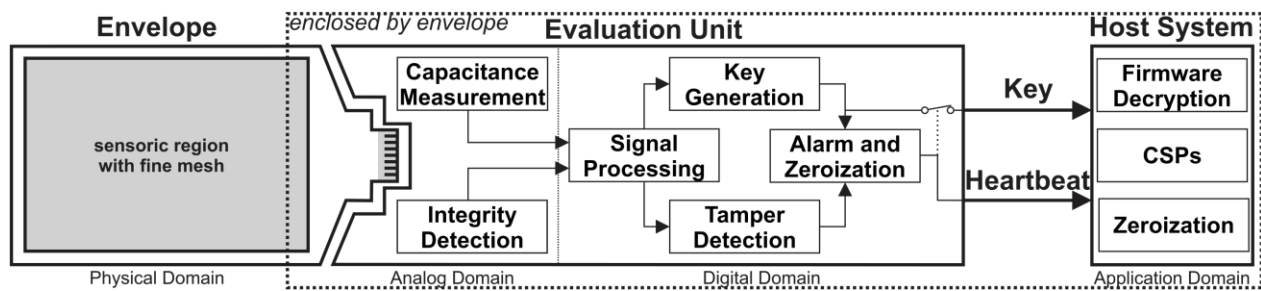 Envelope
enclosed by envelope
Evaluation Unit
Host System
sensoric region
with fine mesh
Capacitance
Measurement
Integrity
Detection
Signal
Processing
Key
Generation
Tamper
Detection
Alarm and
Zeroization
Key
Heartbeat
Firmware
Decryption
CSPs
Zeroization
Physical Domain
Analog Domain
Digital Domain
Application Domain